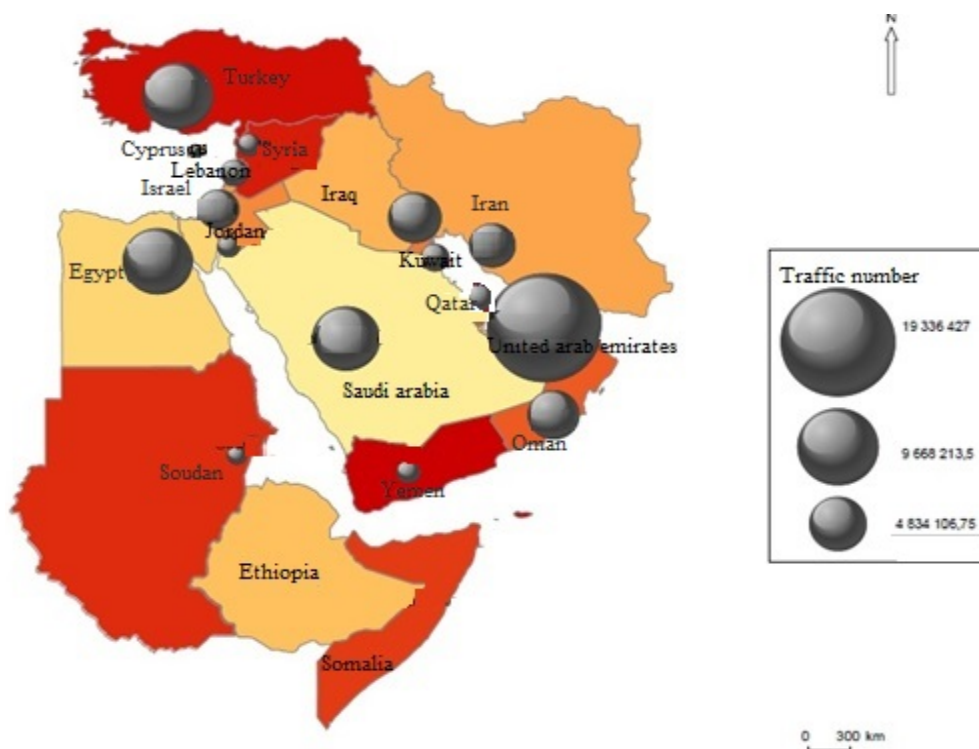 N
Turkey
Cyprus
Syria
Lebanon
Israel
Iraq
Iran
Jordan
Kuwait
Egypt
Qatar
United arab emirates
Saudi arabia
Oman
Soudan
Yemen
Ethiopia
Somalia
Traffic number
19 336 427
9 668 213,5
4 834 106,75
0 300 km